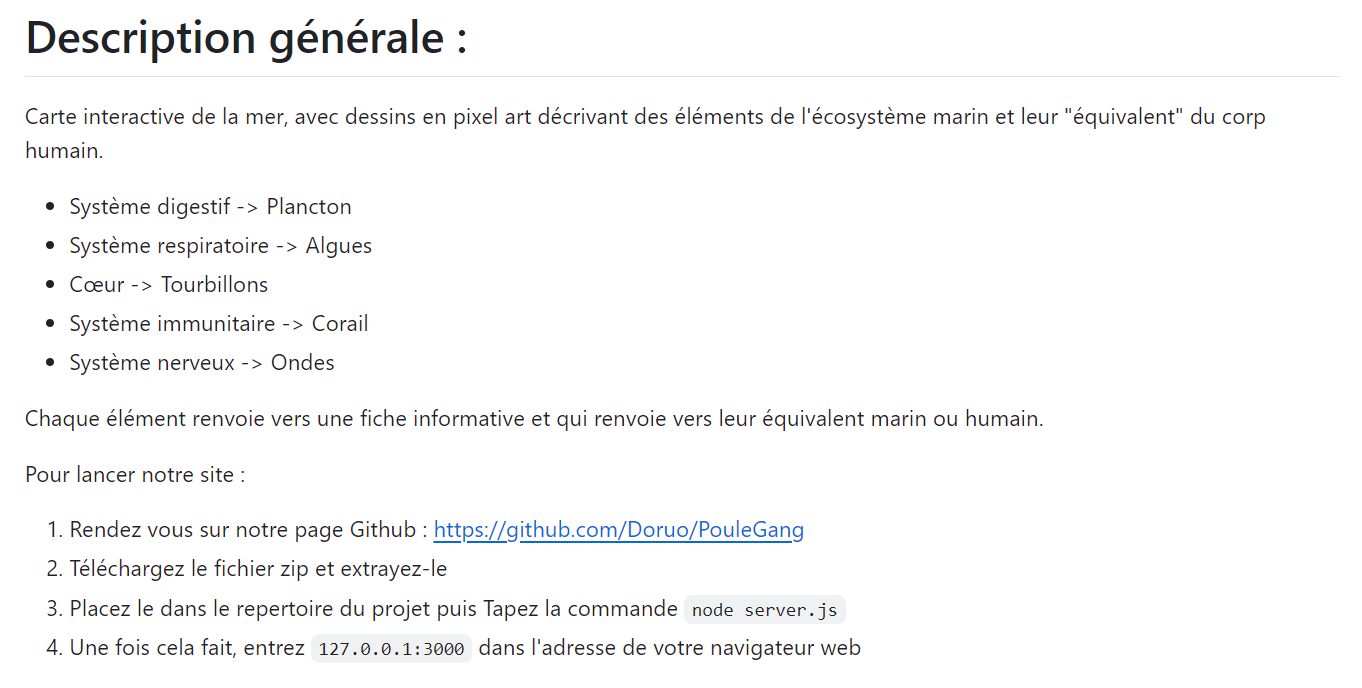 Description générale :
Carte interactive de la mer, avec dessins en pixel art décrivant des éléments de l'écosystème marin et leur "équivalent" du corp
humain.
• Système digestif -> Plancton
• Système respiratoire -> Algues
• Cœur -> Tourbillons
• Système immunitaire -> Corail
• Système nerveux -> Ondes
Chaque élément renvoie vers une fiche informative et qui renvoie vers leur équivalent marin ou humain.
Pour lancer notre site :
1. Rendez vous sur notre page Github : https://github.com/Doruo/PouleGang
2. Téléchargez le fichier zip et extrayez-le
3. Placez le dans le repertoire du projet puis Tapez la commande node server.js
4. Une fois cela fait, entrez 127.0.0.1:3000 dans l'adresse de votre navigateur web